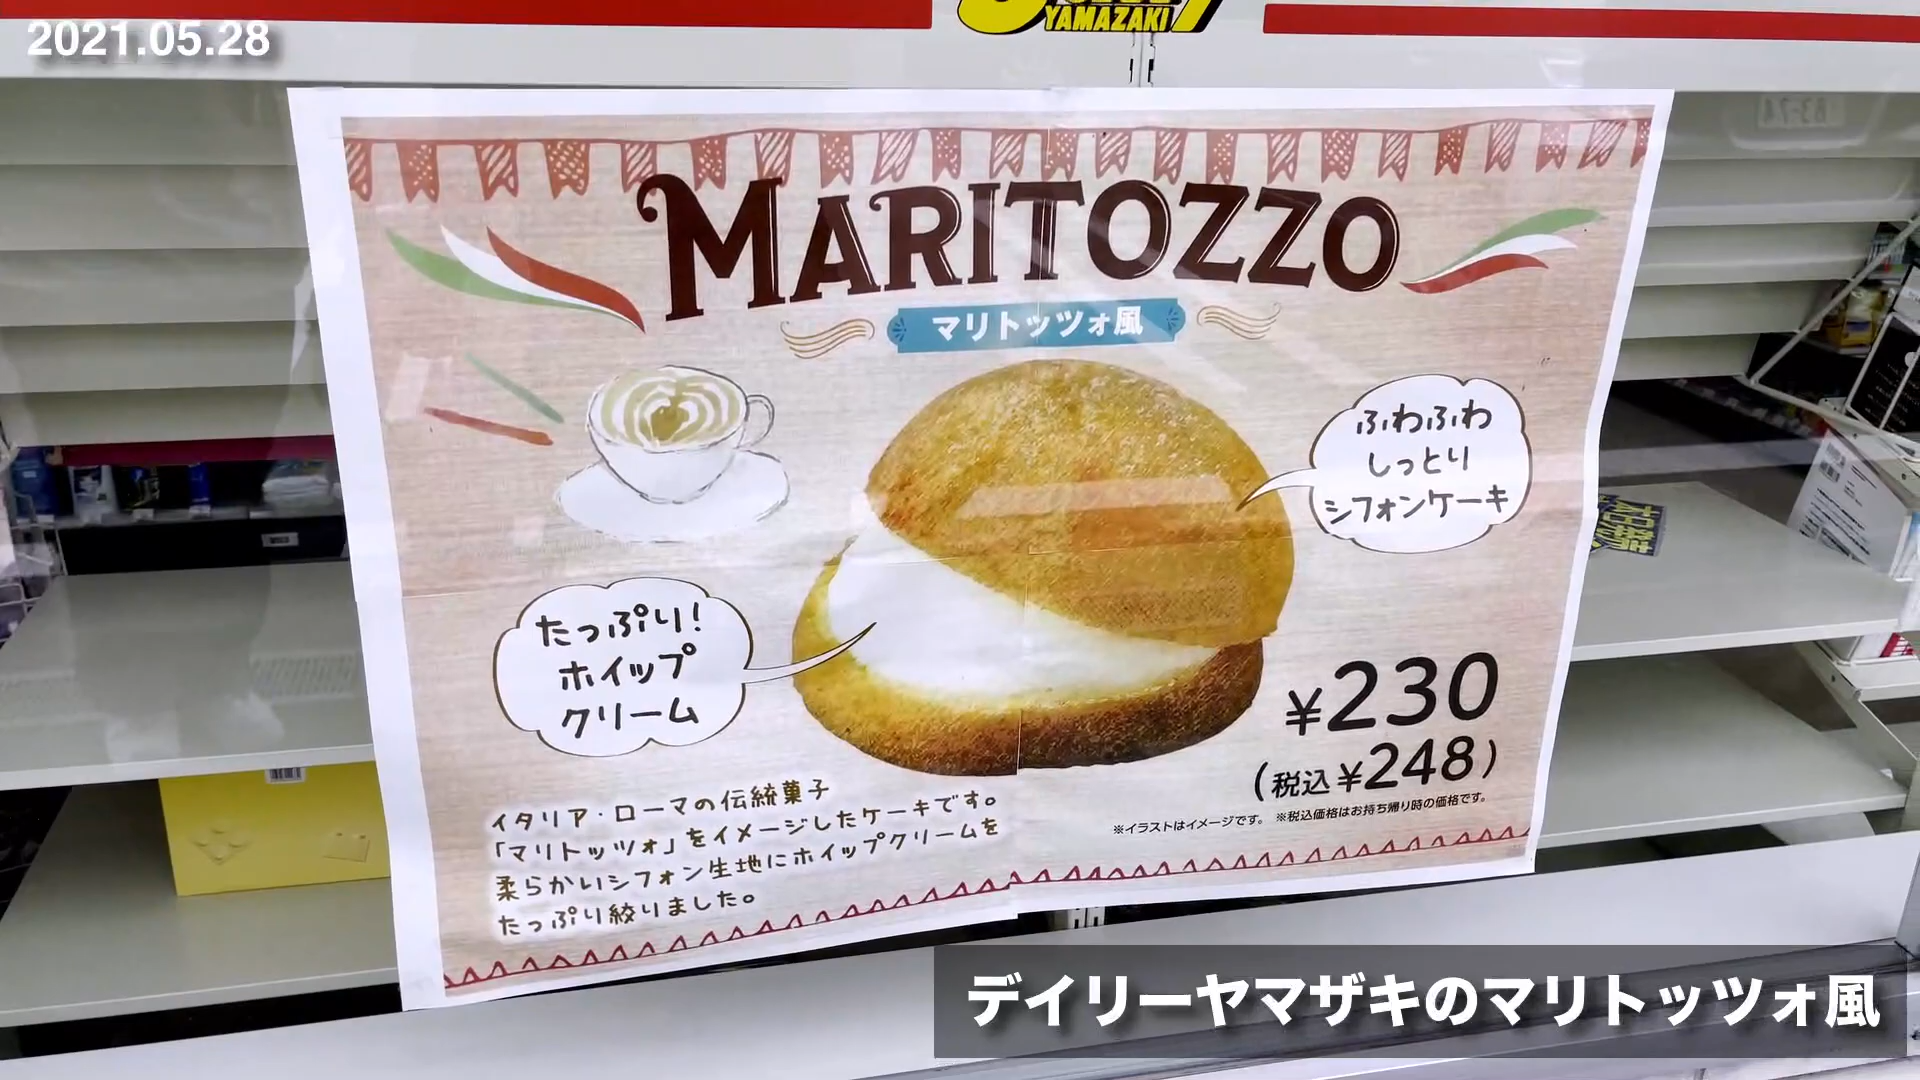 2021.05.28
YAMAZAKI
MARITOZZO
マリトッツォ風
ふわふわ
しっとり
シフォンケーキ
たっぷり!
ホイップ
クリーム
¥230
(税込¥248)
※イラストはイメージです。 ※税込価格はお持ち帰り時の価格です。
イタリア・ローマの伝統菓子
「マリトッツォ」をイメージしたケーキです。
柔らかいシフォン生地にホイップクリームを
たっぷり絞りました。
デイリーヤマザキのマリトッツォ風